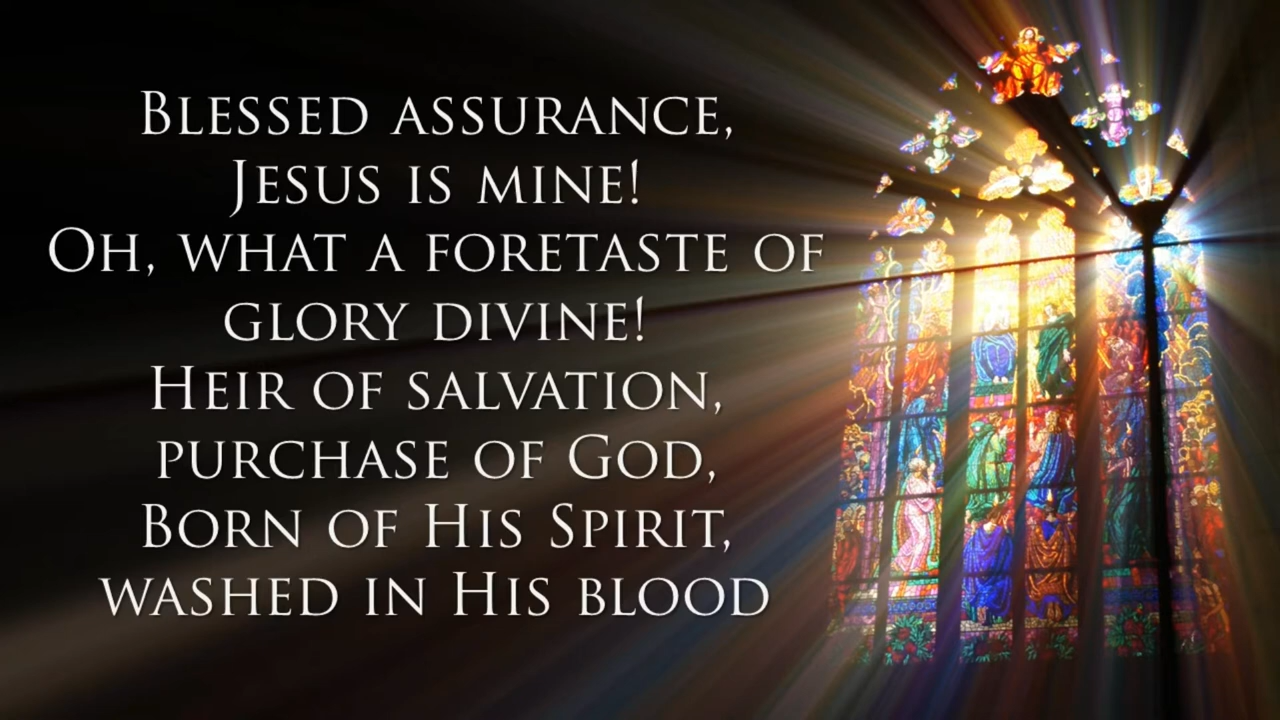 Blessed assurance,
Jesus is mine!
Oh, what a foretaste of
glory divine!
Heir of salvation,
purchase of God,
Born of His Spirit,
washed in His blood